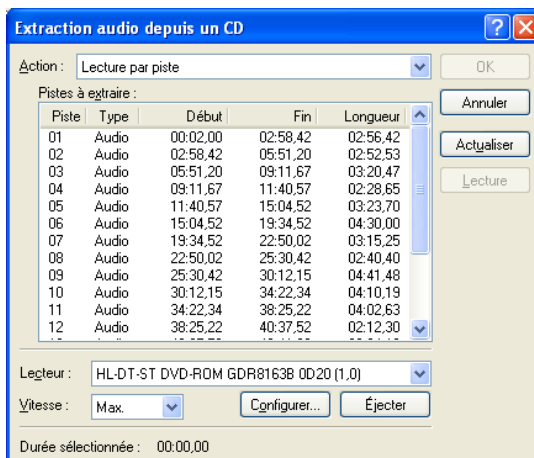 Extraction audio depuis un CD
Action : Lecture par piste
OK
Pistes à extraire :
Annuler
Piste Type Début Fin Longueur
Actualiser
01 Audio 00:02,00 02:58,42 02:56,42
02 Audio 02:58,42 05:51,20 02:52,53
03 Audio 05:51,20 09:11,67 03:20,47
Lecture
04 Audio 09:11,67 11:40,57 02:28,65
05 Audio 11:40,57 15:04,52 03:23,70
06 Audio 15:04,52 19:34,52 04:30,00
07 Audio 19:34,52 22:50,02 03:15,25
08 Audio 22:50,02 25:30,42 02:40,40
09 Audio 25:30,42 30:12,15 04:41,48
10 Audio 30:12,15 34:22,34 04:10,19
11 Audio 34:22,34 38:25,22 04:02,63
12 Audio 38:25,22 40:37,52 02:12,30
Lecteur : HL-DT-ST DVD-ROM GDR8163B 0D20 (1,0)
Vitesse : Max. Configurer... Éjecter
Durée sélectionnée : 00:00,00